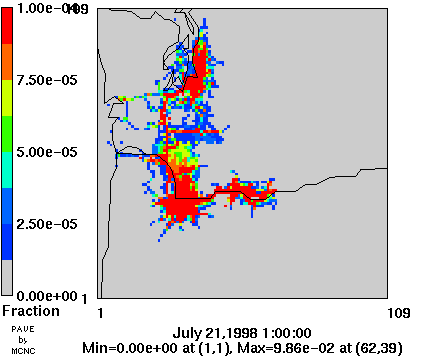 1.00e-04
109
7.50e-05
5.00e-05
2.50e-05
0.00e+00
1
Fraction
1
109
PAVE
by
MCNC
July 21,1998 1:00:00
Min=0.00e+00 at (1,1), Max=9.86e-02 at (62,39)